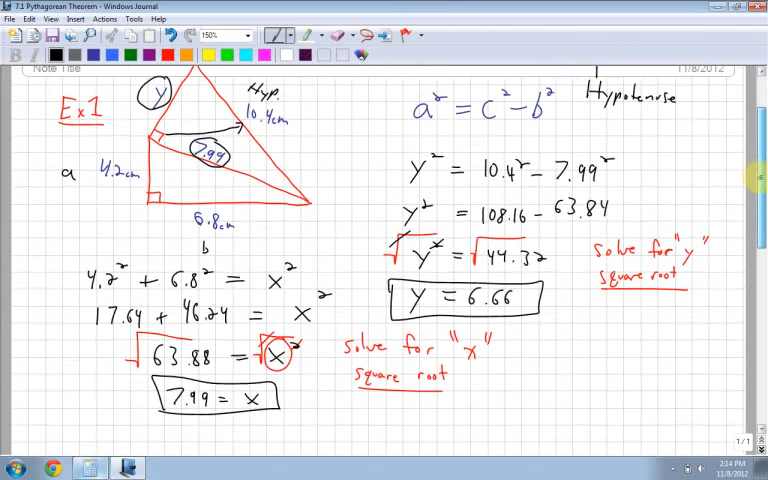 7.1 Pythagorean Theorem - Windows Journal
File Edit View Insert Actions Tools Help
150%
B I
Note Title
11/8/2012
Ex 1
y
Hyp.
10.4cm
7.99
a
4.2cm
6.8cm
b
4.2² + 6.8² = x²
17.64 + 46.24 = x²
√63.88 = √x²
7.99 = x
Hypotenuse
a² = c² - b²
y² = 10.4² - 7.99²
y² = 108.16 - 63.84
√y² = √44.32
y = 6.66
solve for "y"
square root
solve for "x"
square root
1 / 1
2:14 PM
11/8/2012